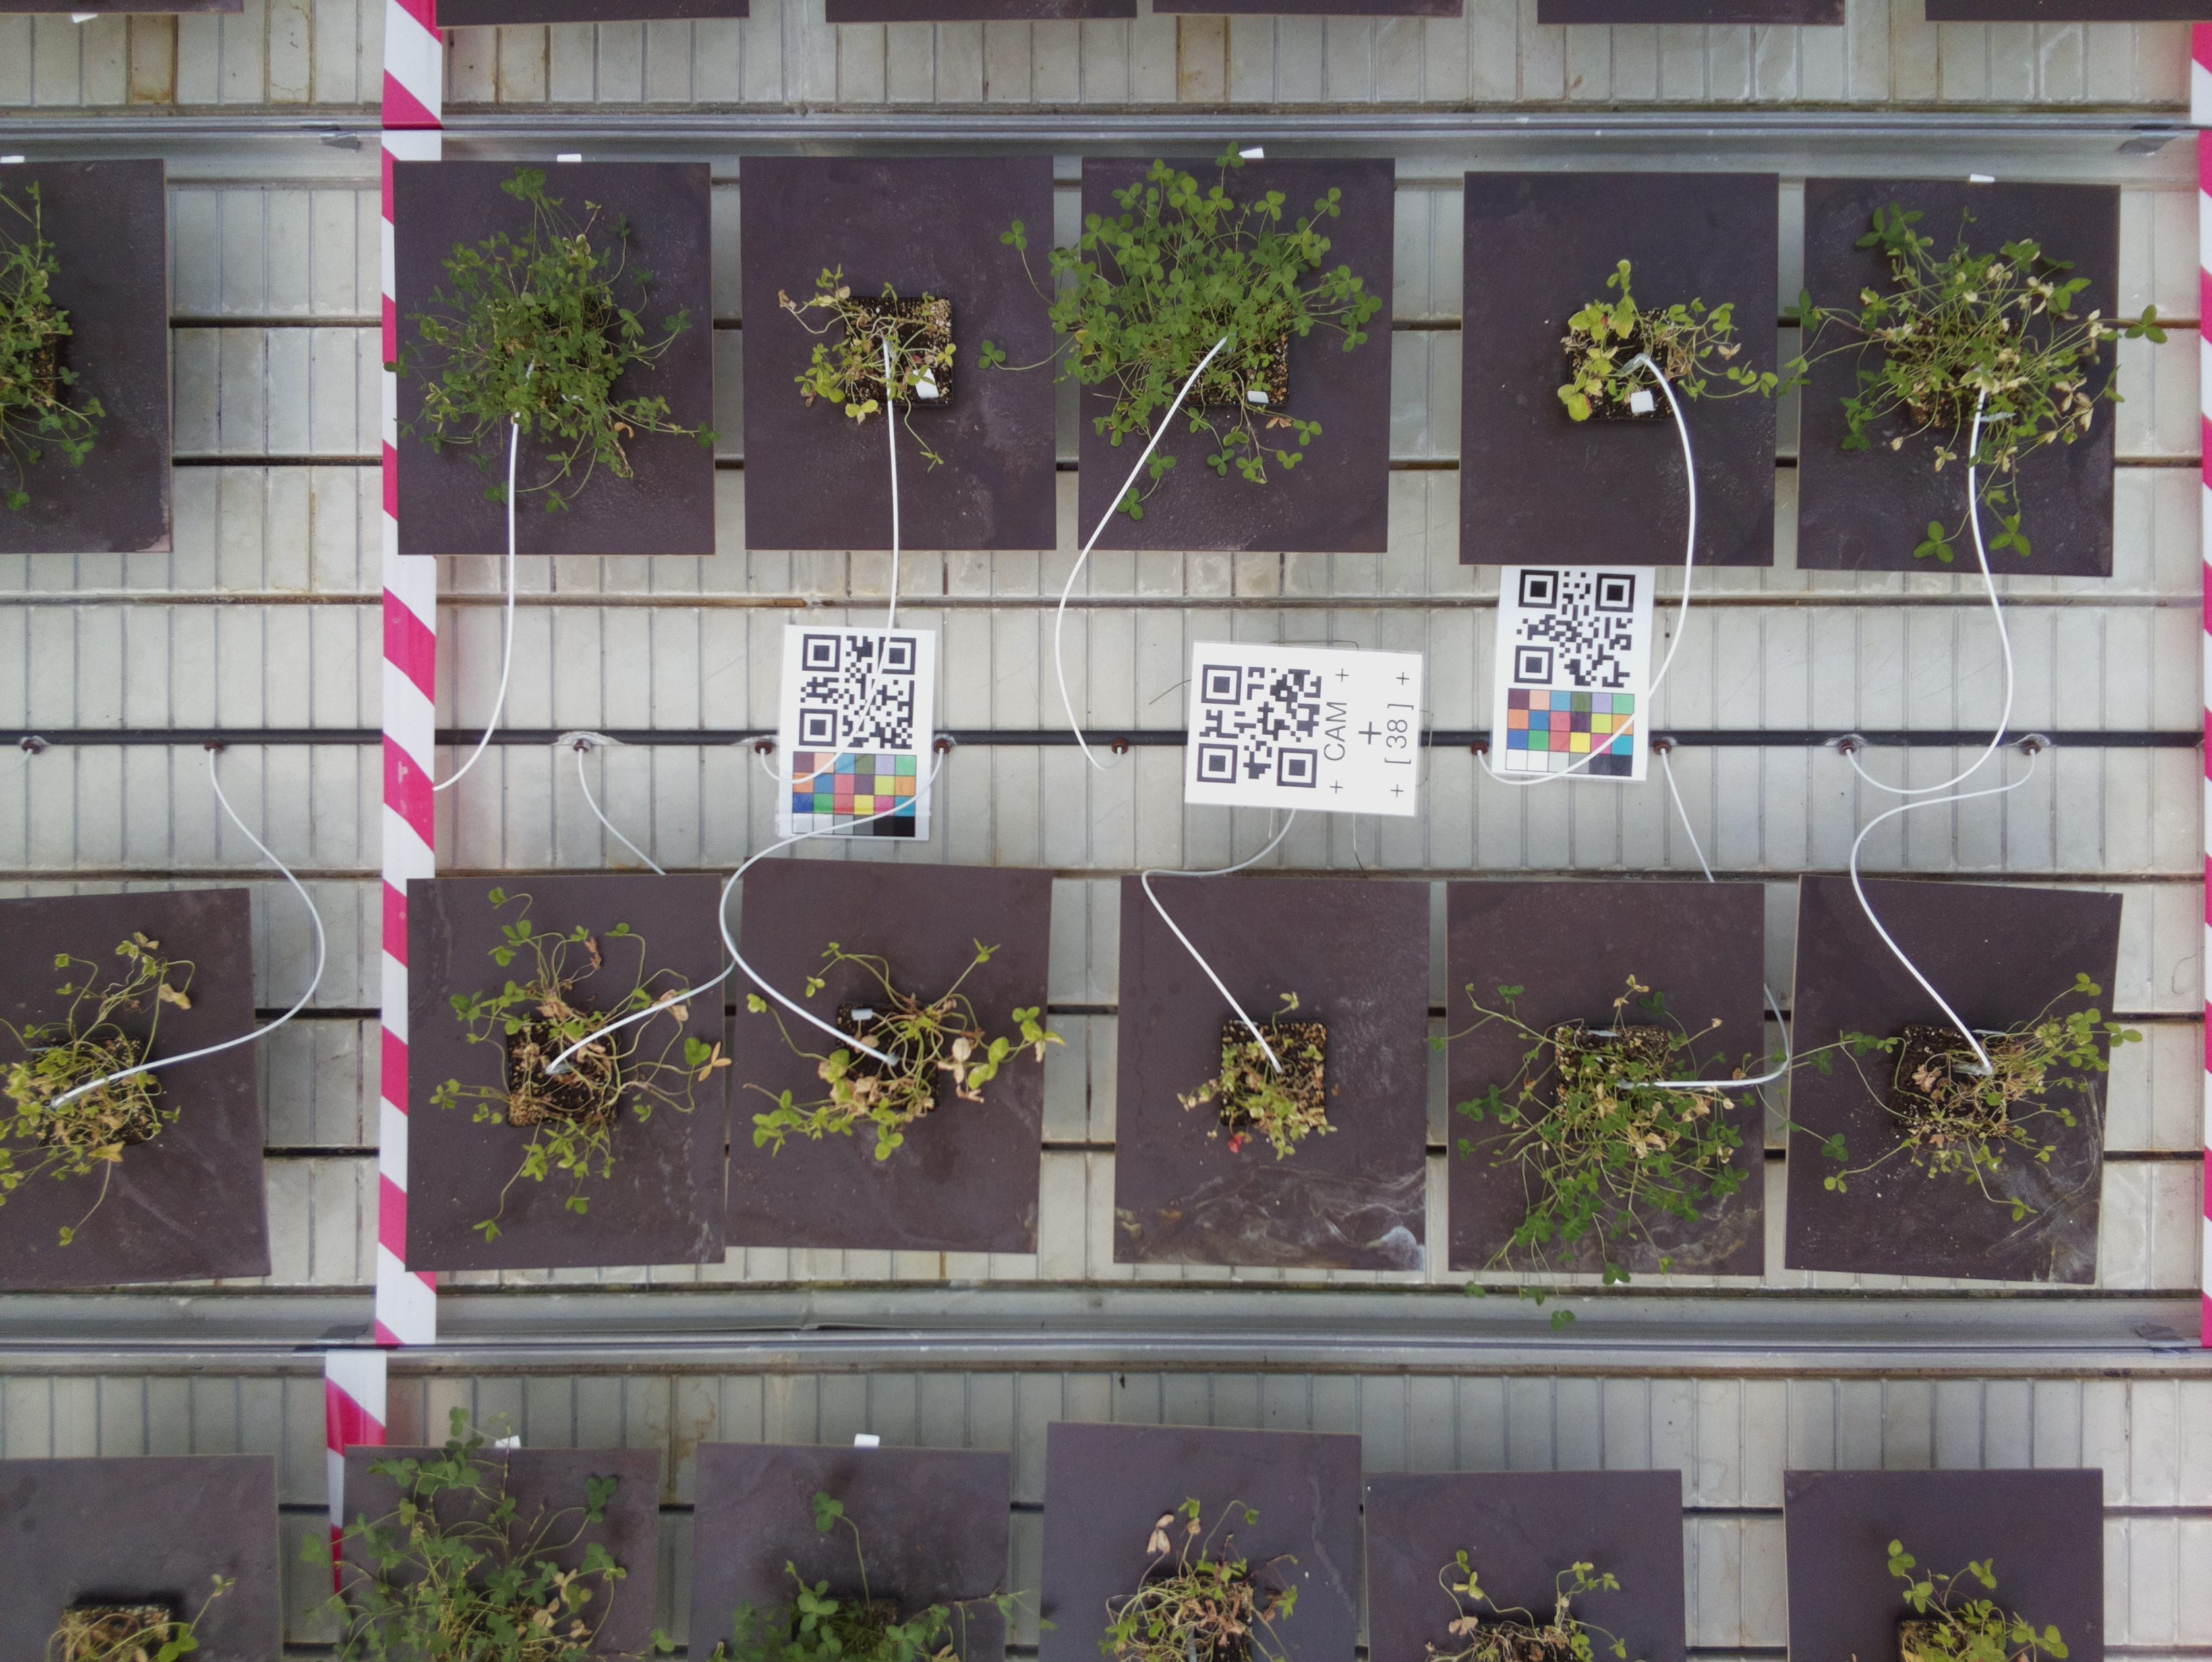 + CAM +
+
+ [ 38 ] +